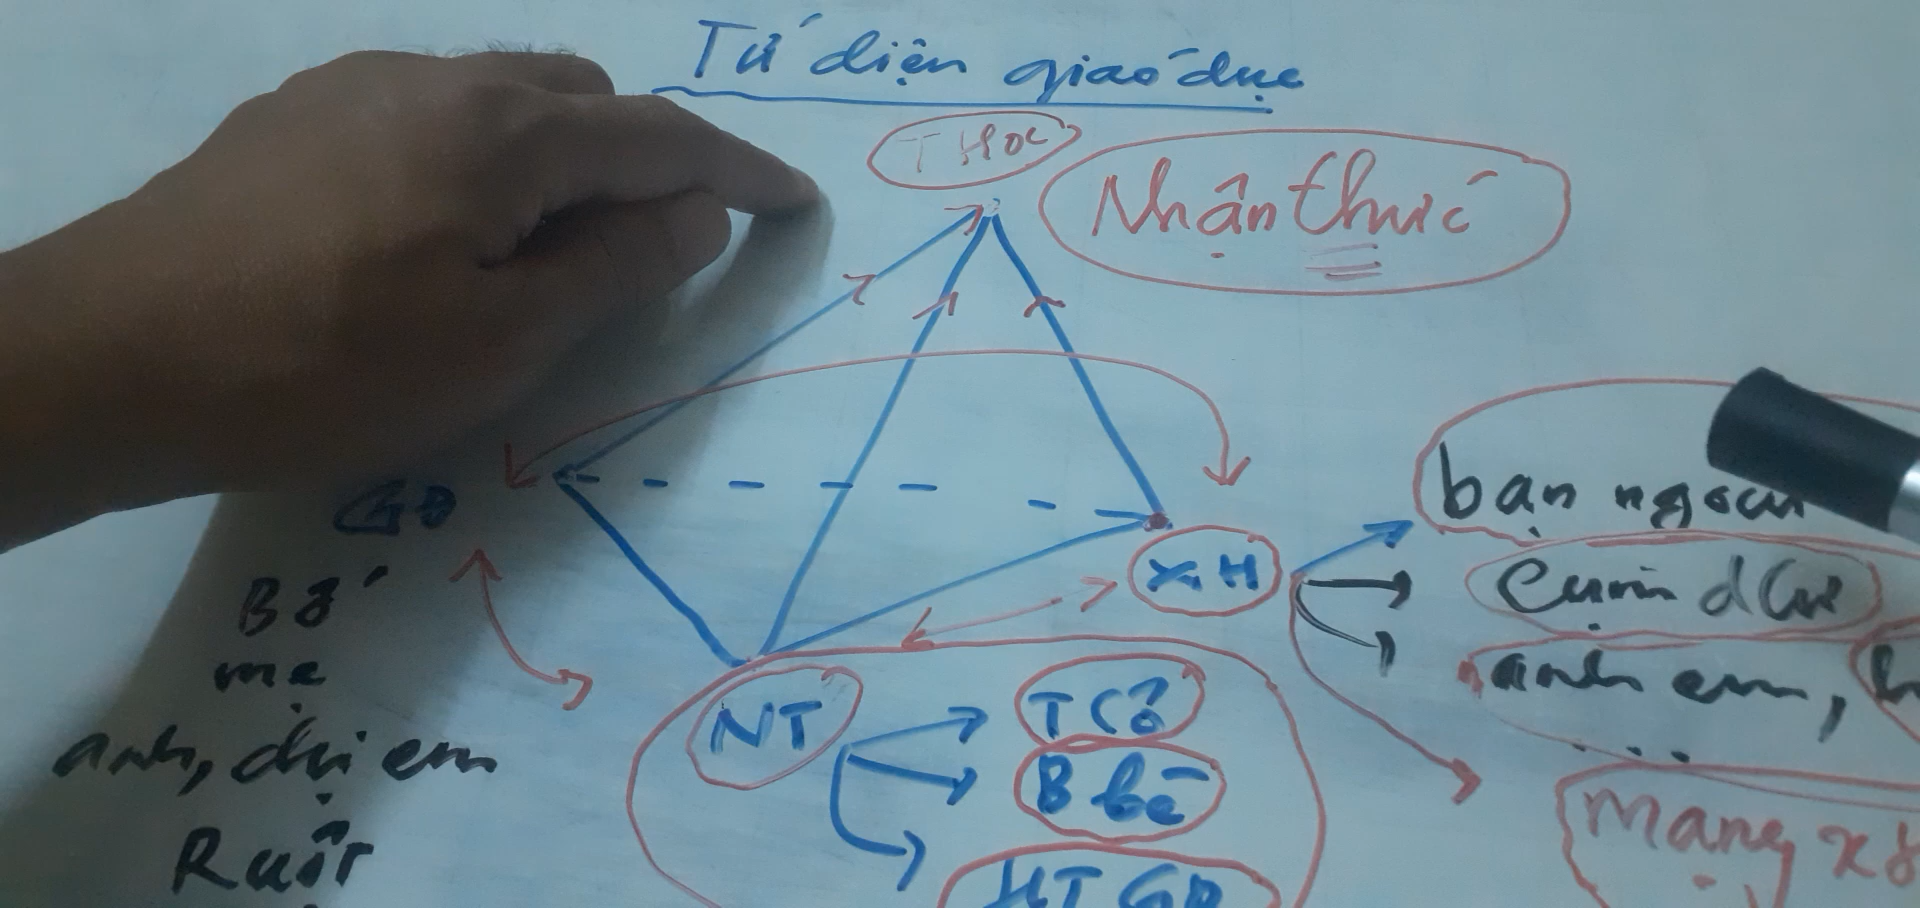 Tứ diện giáo dục
T Học
Nhận thức
GĐ
XH
Bố
mẹ
anh, chị em
Ruột
NT
T Cô
B bè
HT GD
bạn ngoài
anh em,
Mạng xã